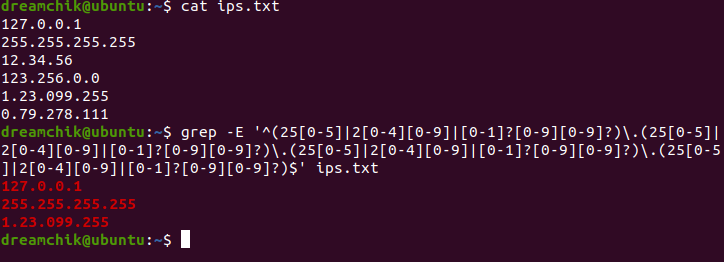 dreamchik@ubuntu:~$ cat ips.txt
127.0.0.1
255.255.255.255
12.34.56
123.256.0.0
1.23.099.255
0.79.278.111
dreamchik@ubuntu:~$ grep -E '^(25[0-5]|2[0-4][0-9]|[0-1]?[0-9][0-9]?)\.(25[0-5]|
2[0-4][0-9]|[0-1]?[0-9][0-9]?)\.(25[0-5]|2[0-4][0-9]|[0-1]?[0-9][0-9]?)\.(25[0-5
]|2[0-4][0-9]|[0-1]?[0-9][0-9]?)$' ips.txt
127.0.0.1
255.255.255.255
1.23.099.255
dreamchik@ubuntu:~$